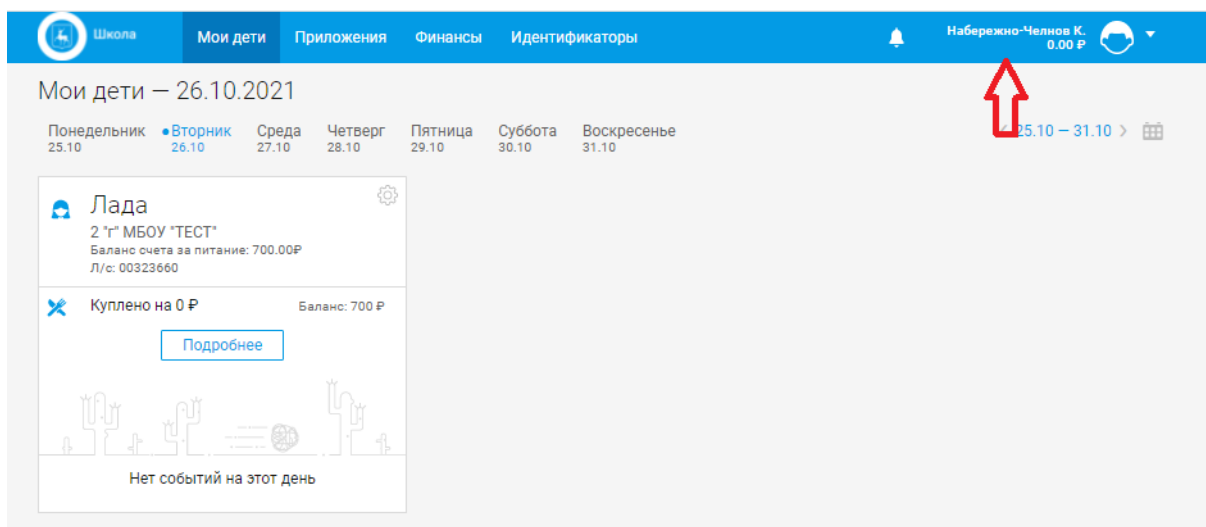 Школа
Мои дети
Приложения
Финансы
Идентификаторы
Набережно-Челнов К.
0.00 ₽
Мои дети — 26.10.2021
Понедельник
25.10
Вторник
26.10
Среда
27.10
Четверг
28.10
Пятница
29.10
Суббота
30.10
Воскресенье
31.10
25.10 — 31.10
Лада
2 "г" МБОУ "ТЕСТ"
Баланс счета за питание: 700.00₽
Л/с: 00323660
Куплено на 0 ₽
Баланс: 700 ₽
Подробнее
Нет событий на этот день